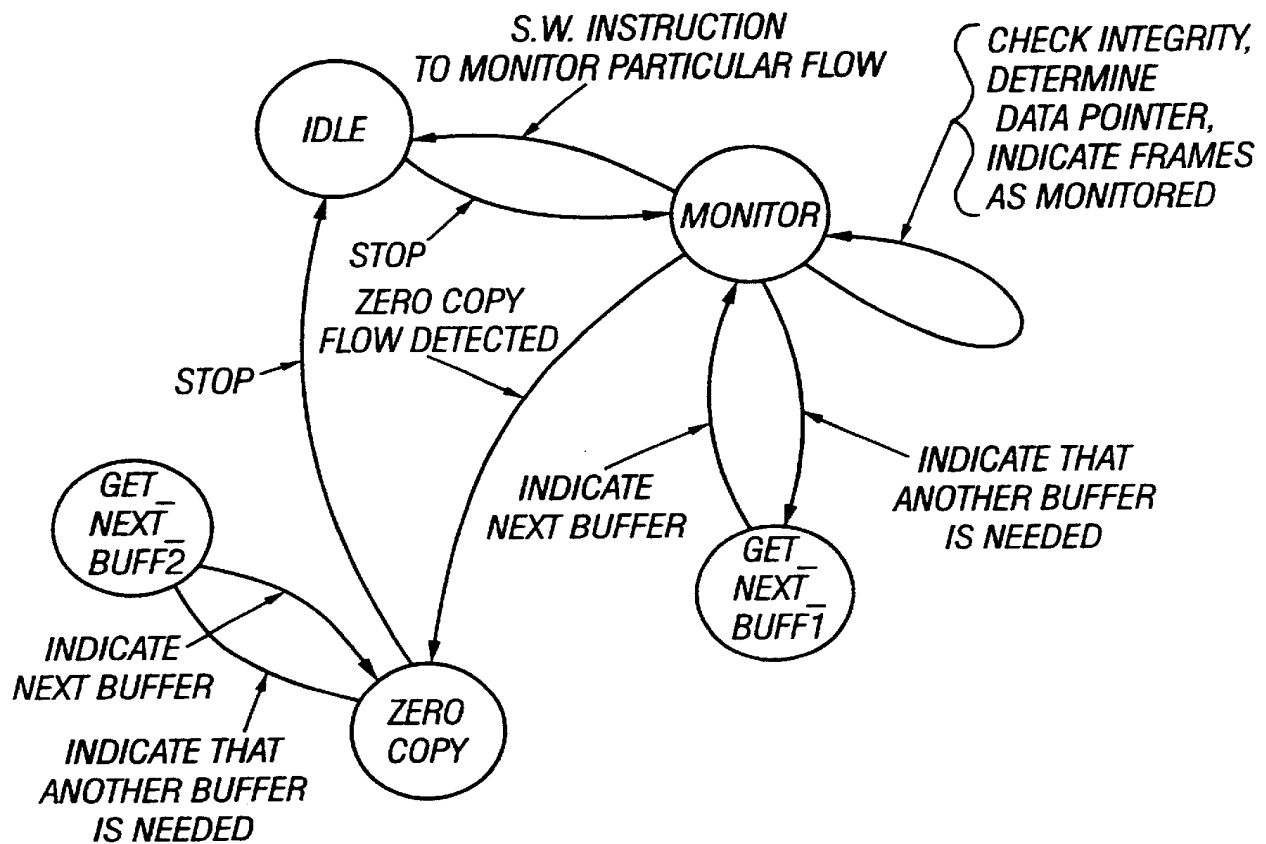 S.W. INSTRUCTION
TO MONITOR PARTICULAR FLOW
CHECK INTEGRITY,
DETERMINE
DATA POINTER,
INDICATE FRAMES
AS MONITORED
IDLE
MONITOR
STOP
ZERO COPY
FLOW DETECTED
STOP
INDICATE
NEXT BUFFER
INDICATE THAT
ANOTHER BUFFER
IS NEEDED
GET_
NEXT_
BUFF2
GET_
NEXT_
BUFF1
INDICATE
NEXT BUFFER
ZERO
COPY
INDICATE THAT
ANOTHER BUFFER
IS NEEDED